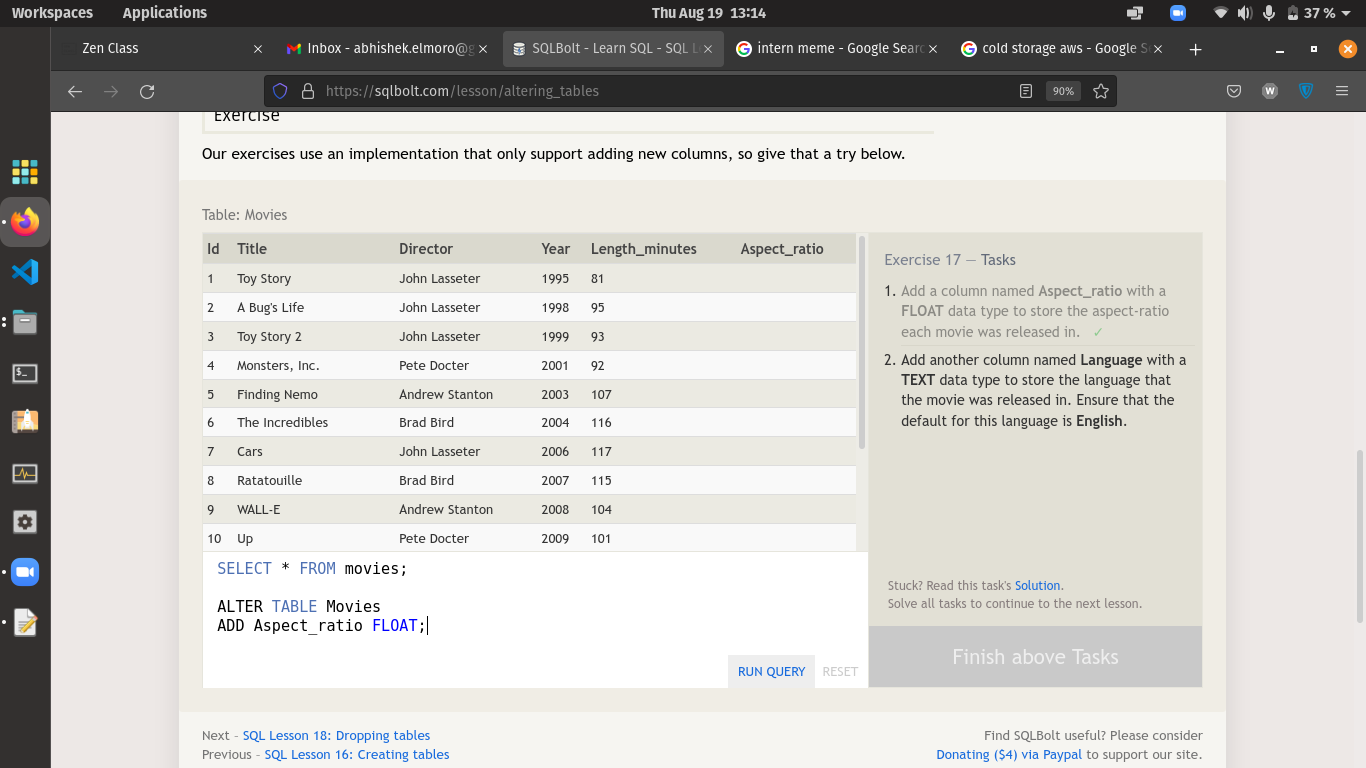 Workspaces Applications Thu Aug 19 13:14 37 %
Zen Class Inbox - abhishek.elmoro@g SQLBolt - Learn SQL - SQL L intern meme - Google Searc cold storage aws - Google S
https://sqlbolt.com/lesson/altering_tables 90% W
Exercise
Our exercises use an implementation that only support adding new columns, so give that a try below.
Table: Movies
Id Title Director Year Length_minutes Aspect_ratio
1 Toy Story John Lasseter 1995 81
2 A Bug's Life John Lasseter 1998 95
3 Toy Story 2 John Lasseter 1999 93
4 Monsters, Inc. Pete Docter 2001 92
5 Finding Nemo Andrew Stanton 2003 107
6 The Incredibles Brad Bird 2004 116
7 Cars John Lasseter 2006 117
8 Ratatouille Brad Bird 2007 115
9 WALL-E Andrew Stanton 2008 104
10 Up Pete Docter 2009 101
SELECT * FROM movies;
ALTER TABLE Movies
ADD Aspect_ratio FLOAT;
RUN QUERY RESET
Exercise 17 — Tasks
1. Add a column named Aspect_ratio with a
FLOAT data type to store the aspect-ratio
each movie was released in. ✓
2. Add another column named Language with a
TEXT data type to store the language that
the movie was released in. Ensure that the
default for this language is English.
Stuck? Read this task's Solution.
Solve all tasks to continue to the next lesson.
Finish above Tasks
Next - SQL Lesson 18: Dropping tables
Previous - SQL Lesson 16: Creating tables
Find SQLBolt useful? Please consider
Donating ($4) via Paypal to support our site.